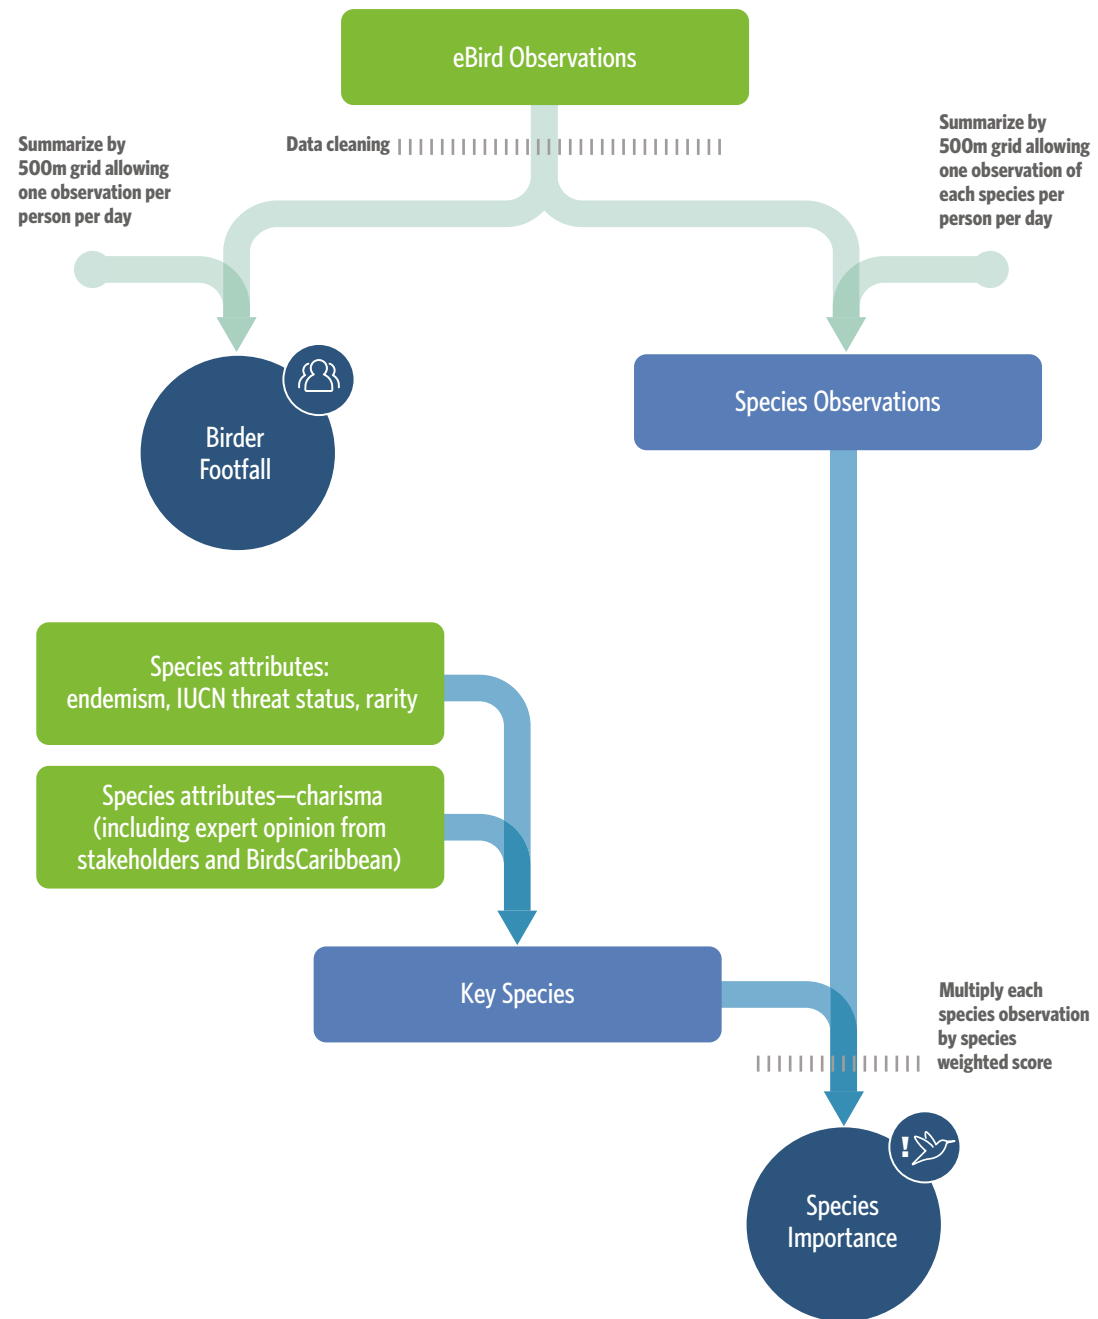 eBird Observations
Summarize by
500m grid allowing
one observation per
person per day
Data cleaning
Summarize by
500m grid allowing
one observation of
each species per
person per day
Birder
Footfall
Species Observations
Species attributes:
endemism, IUCN threat status, rarity
Species attributes—charisma
(including expert opinion from
stakeholders and BirdsCaribbean)
Key Species
Multiply each
species observation
by species
weighted score
!
Species
Importance